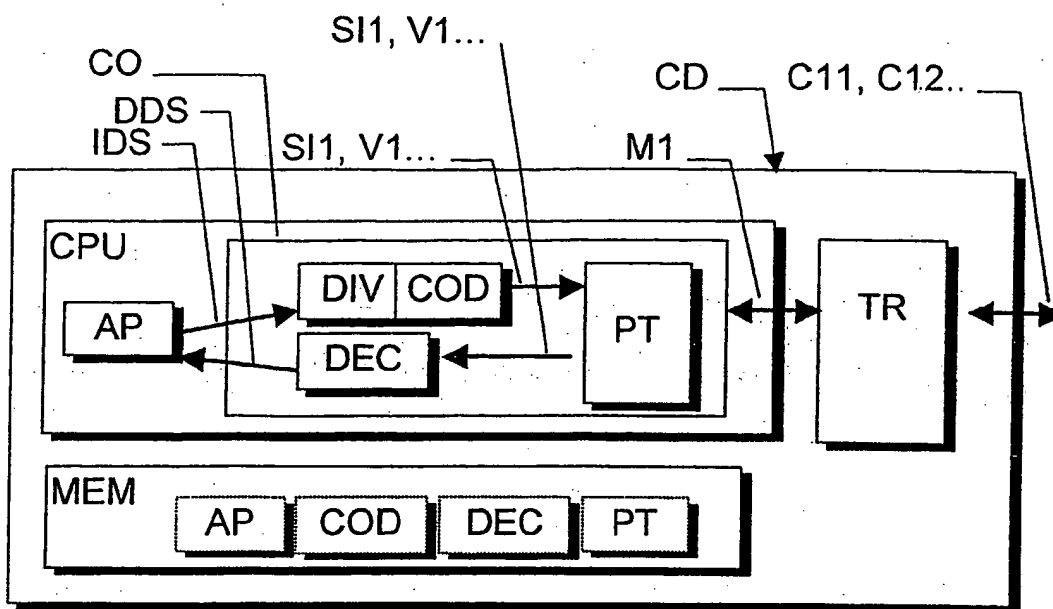 SI1, V1...
CO
CD
C11, C12..
DDS
IDS
SI1, V1...
M1
CPU
DIV COD
AP
PT
TR
DEC
MEM
AP COD DEC PT